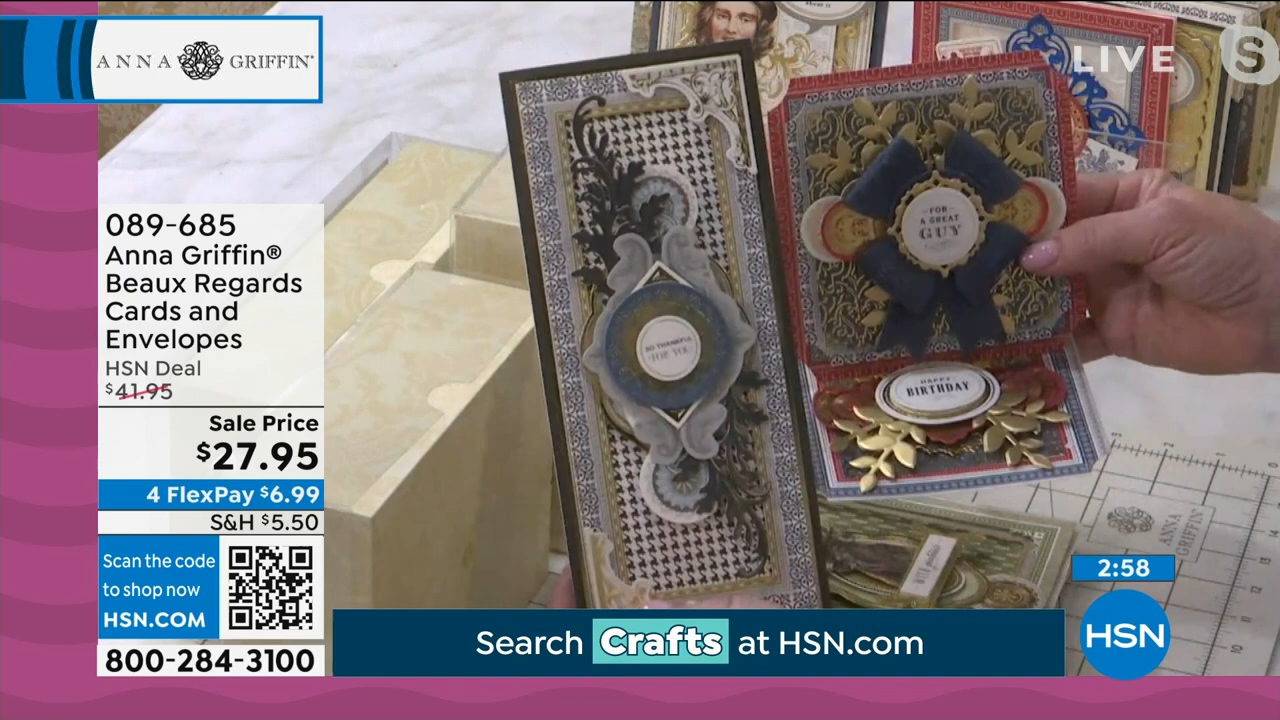 ANNA GRIFFIN
LIVE
S
089-685
Anna Griffin®
Beaux Regards
Cards and
Envelopes
HSN Deal
$41.95
Sale Price
$27.95
4 FlexPay $6.99
S&H $5.50
Scan the code
to shop now
HSN.COM
800-284-3100
SO THANKFUL
FOR YOU
FOR
A GREAT
GUY
HAPPY
BIRTHDAY
WITH
ANNA
GRIFFIN
2:58
HSN
Search Crafts at HSN.com